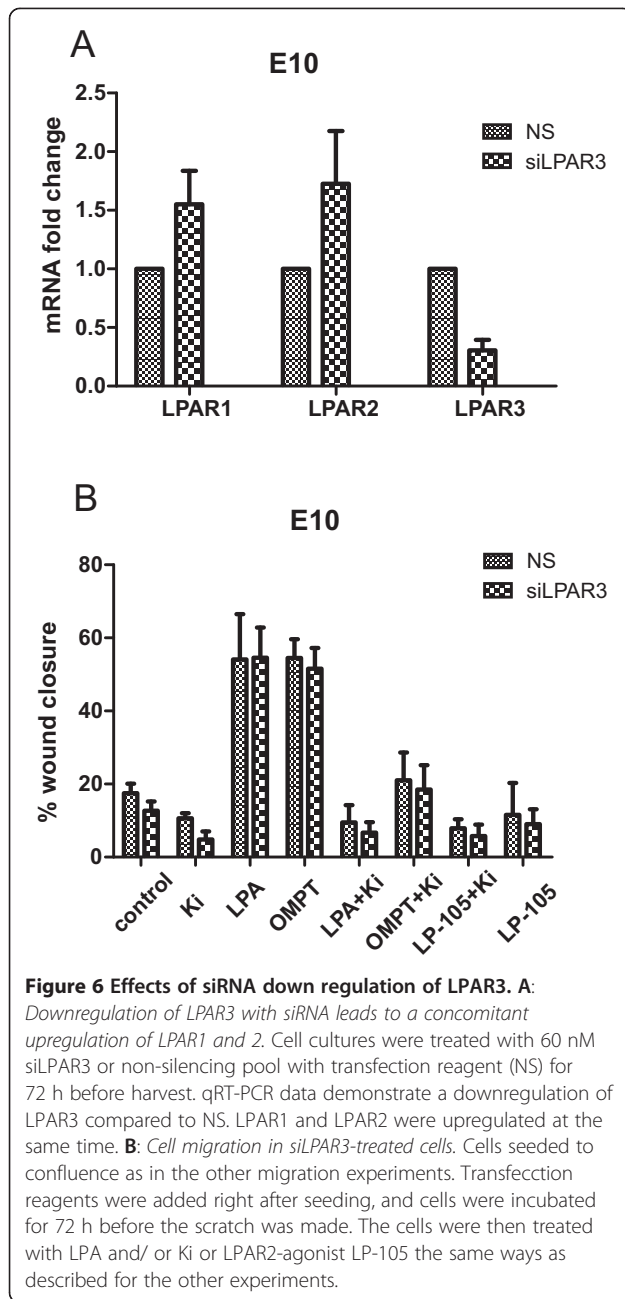 A
E10
mRNA fold change
2.5
2.0
1.5
1.0
0.5
0.0
NS
siLPAR3
LPAR1 LPAR2 LPAR3
B
E10
% wound closure
80
60
40
20
0
NS
siLPAR3
control Ki LPA OMPT LPA+Ki OMPT+Ki LP-105+Ki LP-105
Figure 6 Effects of siRNA down regulation of LPAR3. A:
Downregulation of LPAR3 with siRNA leads to a concomitant
upregulation of LPAR1 and 2. Cell cultures were treated with 60 nM
siLPAR3 or non-silencing pool with transfection reagent (NS) for
72 h before harvest. qRT-PCR data demonstrate a downregulation of
LPAR3 compared to NS. LPAR1 and LPAR2 were upregulated at the
same time. B: Cell migration in siLPAR3-treated cells. Cells seeded to
confluence as in the other migration experiments. Transfecction
reagents were added right after seeding, and cells were incubated
for 72 h before the scratch was made. The cells were then treated
with LPA and/ or Ki or LPAR2-agonist LP-105 the same ways as
described for the other experiments.